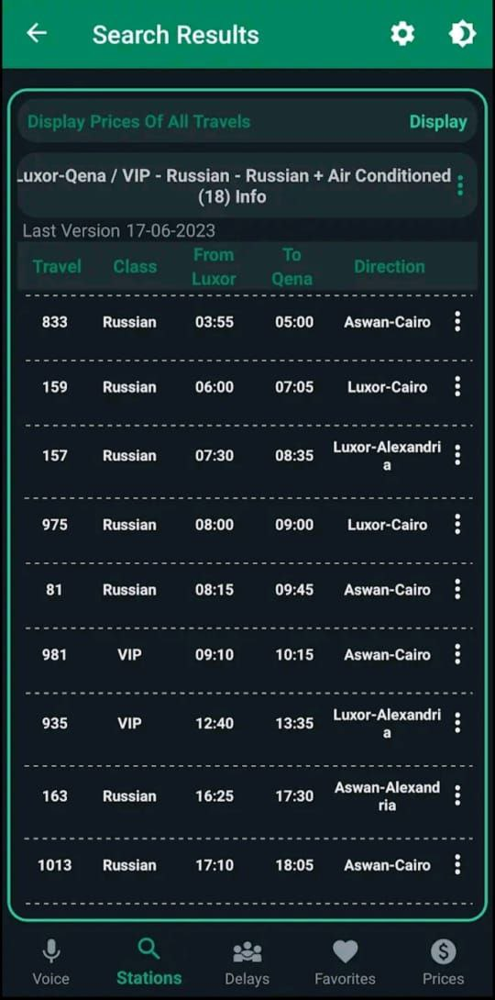 Search Results
Display Prices Of All Travels Display
Luxor-Qena / VIP - Russian - Russian + Air Conditioned
(18) Info
Last Version 17-06-2023
Travel Class From Luxor To Qena Direction
833 Russian 03:55 05:00 Aswan-Cairo
159 Russian 06:00 07:05 Luxor-Cairo
157 Russian 07:30 08:35 Luxor-Alexandria
975 Russian 08:00 09:00 Luxor-Cairo
81 Russian 08:15 09:45 Aswan-Cairo
981 VIP 09:10 10:15 Aswan-Cairo
935 VIP 12:40 13:35 Luxor-Alexandria
163 Russian 16:25 17:30 Aswan-Alexandria
1013 Russian 17:10 18:05 Aswan-Cairo
Voice Stations Delays Favorites Prices